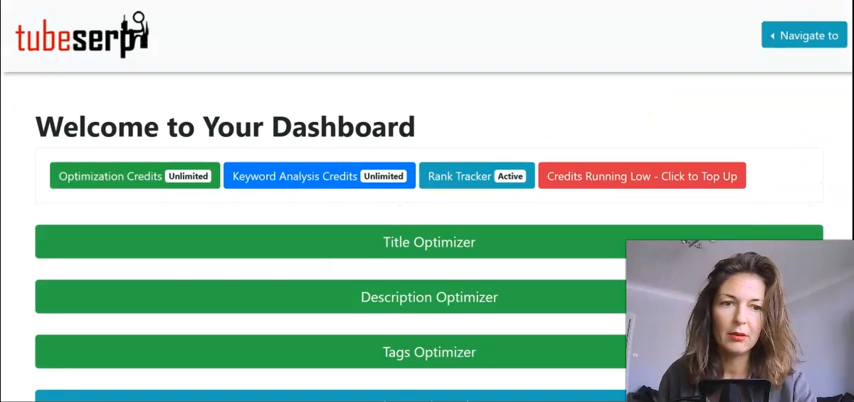 tubeserp
Navigate to
Welcome to Your Dashboard
Optimization Credits Unlimited Keyword Analysis Credits Unlimited Rank Tracker Active Credits Running Low - Click to Top Up
Title Optimizer
Description Optimizer
Tags Optimizer